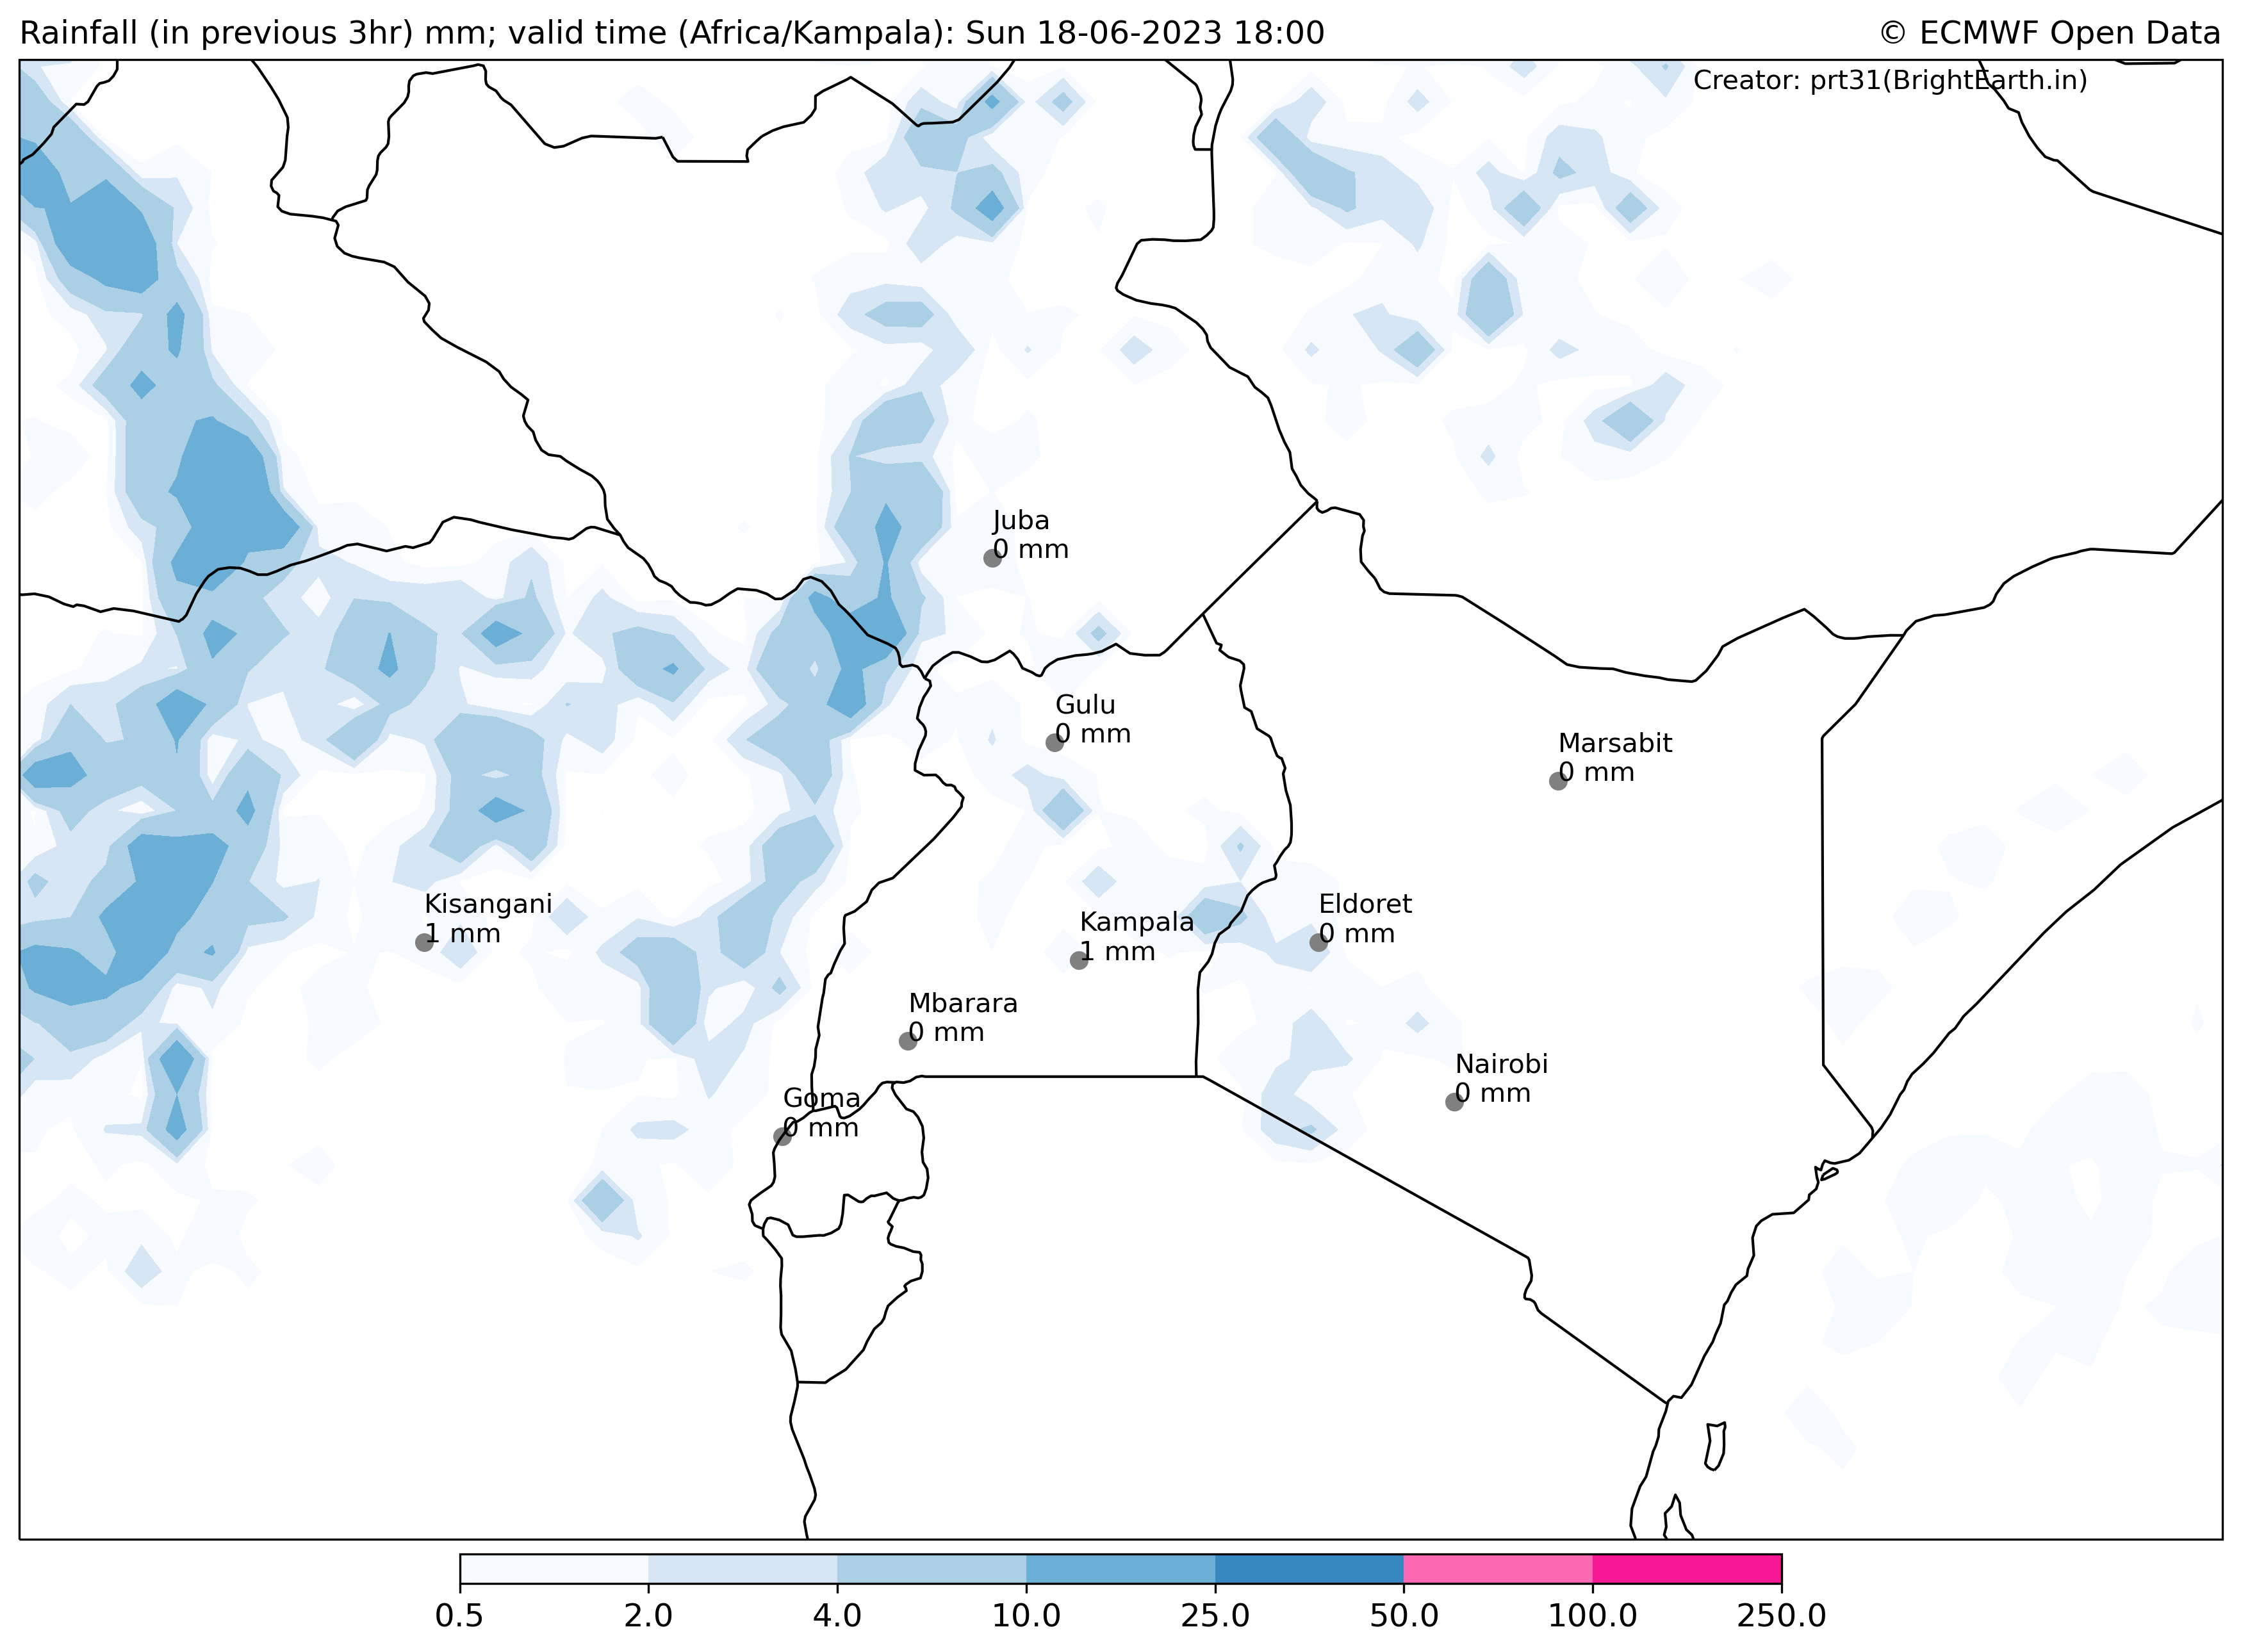 Rainfall (in previous 3hr) mm; valid time (Africa/Kampala): Sun 18-06-2023 18:00
© ECMWF Open Data
Creator: prt31(BrightEarth.in)
Juba
0 mm
Gulu
0 mm
Marsabit
0 mm
Kisangani
1 mm
Kampala
1 mm
Eldoret
0 mm
Mbarara
0 mm
Nairobi
0 mm
Goma
0 mm
0.5 2.0 4.0 10.0 25.0 50.0 100.0 250.0